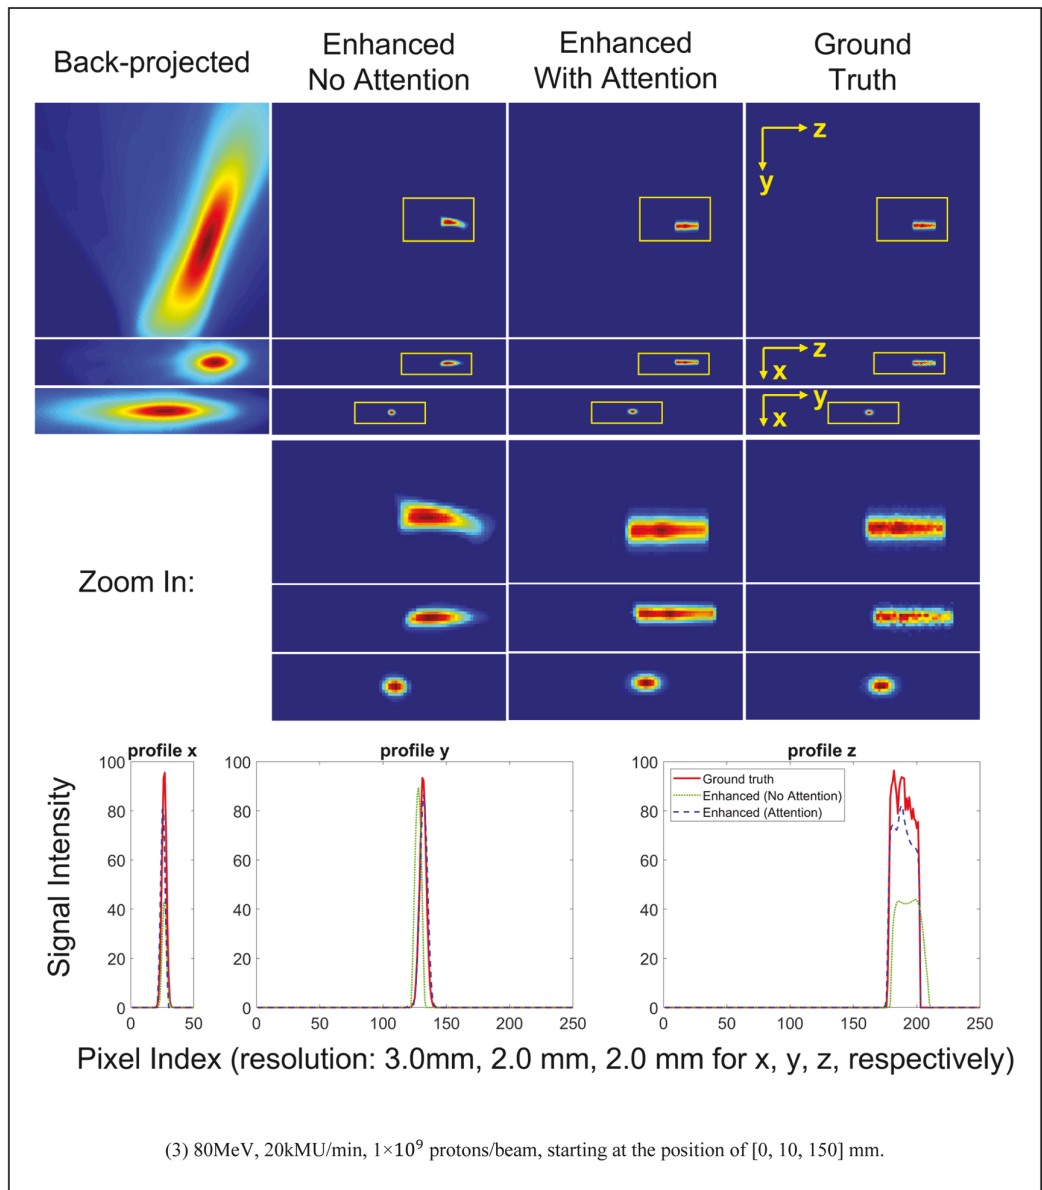 Back-projected
Enhanced
No Attention
Enhanced
With Attention
Ground
Truth
z
y
z
x
y
x
Zoom In:
profile x
profile y
profile z
Signal Intensity
100
80
60
40
20
0
0
50
100
80
60
40
20
0
0
50
100
150
200
250
100
80
60
40
20
0
0
50
100
150
200
250
Ground truth
Enhanced (No Attention)
Enhanced (Attention)
Pixel Index (resolution: 3.0mm, 2.0 mm, 2.0 mm for x, y, z, respectively)
(3) 80MeV, 20kMU/min, 1×10⁹ protons/beam, starting at the position of [0, 10, 150] mm.